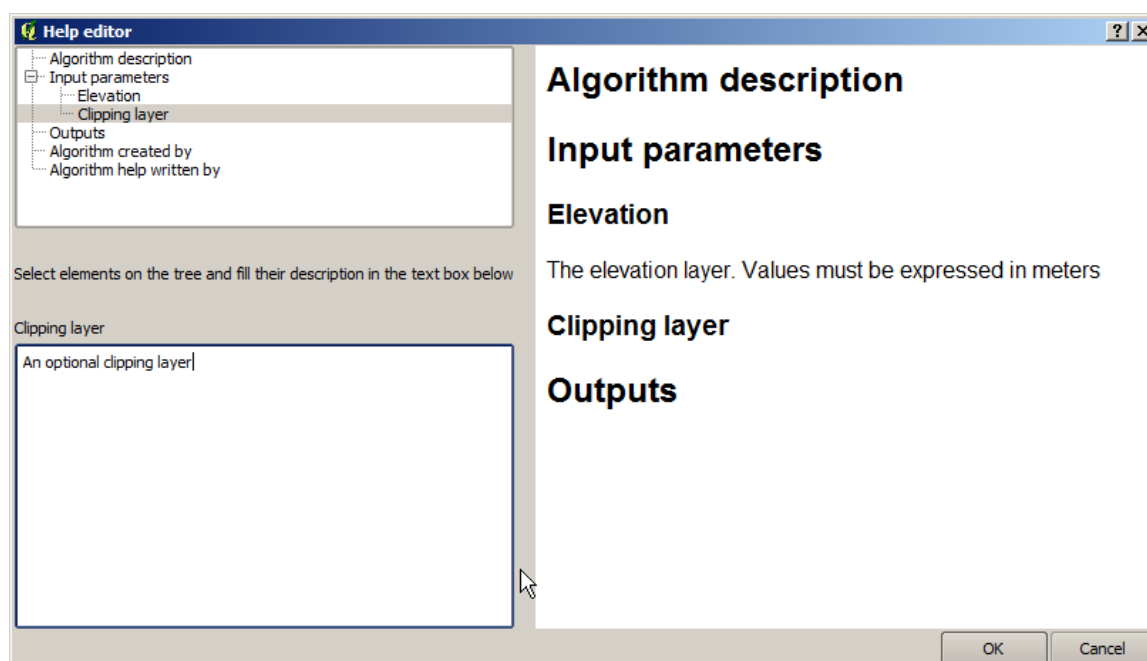 Help editor
Algorithm description
Input parameters
Elevation
Clipping layer
Outputs
Algorithm created by
Algorithm help written by
Select elements on the tree and fill their description in the text box below
Clipping layer
An optional clipping layer
Algorithm description
Input parameters
Elevation
The elevation layer. Values must be expressed in meters
Clipping layer
Outputs
OK
Cancel